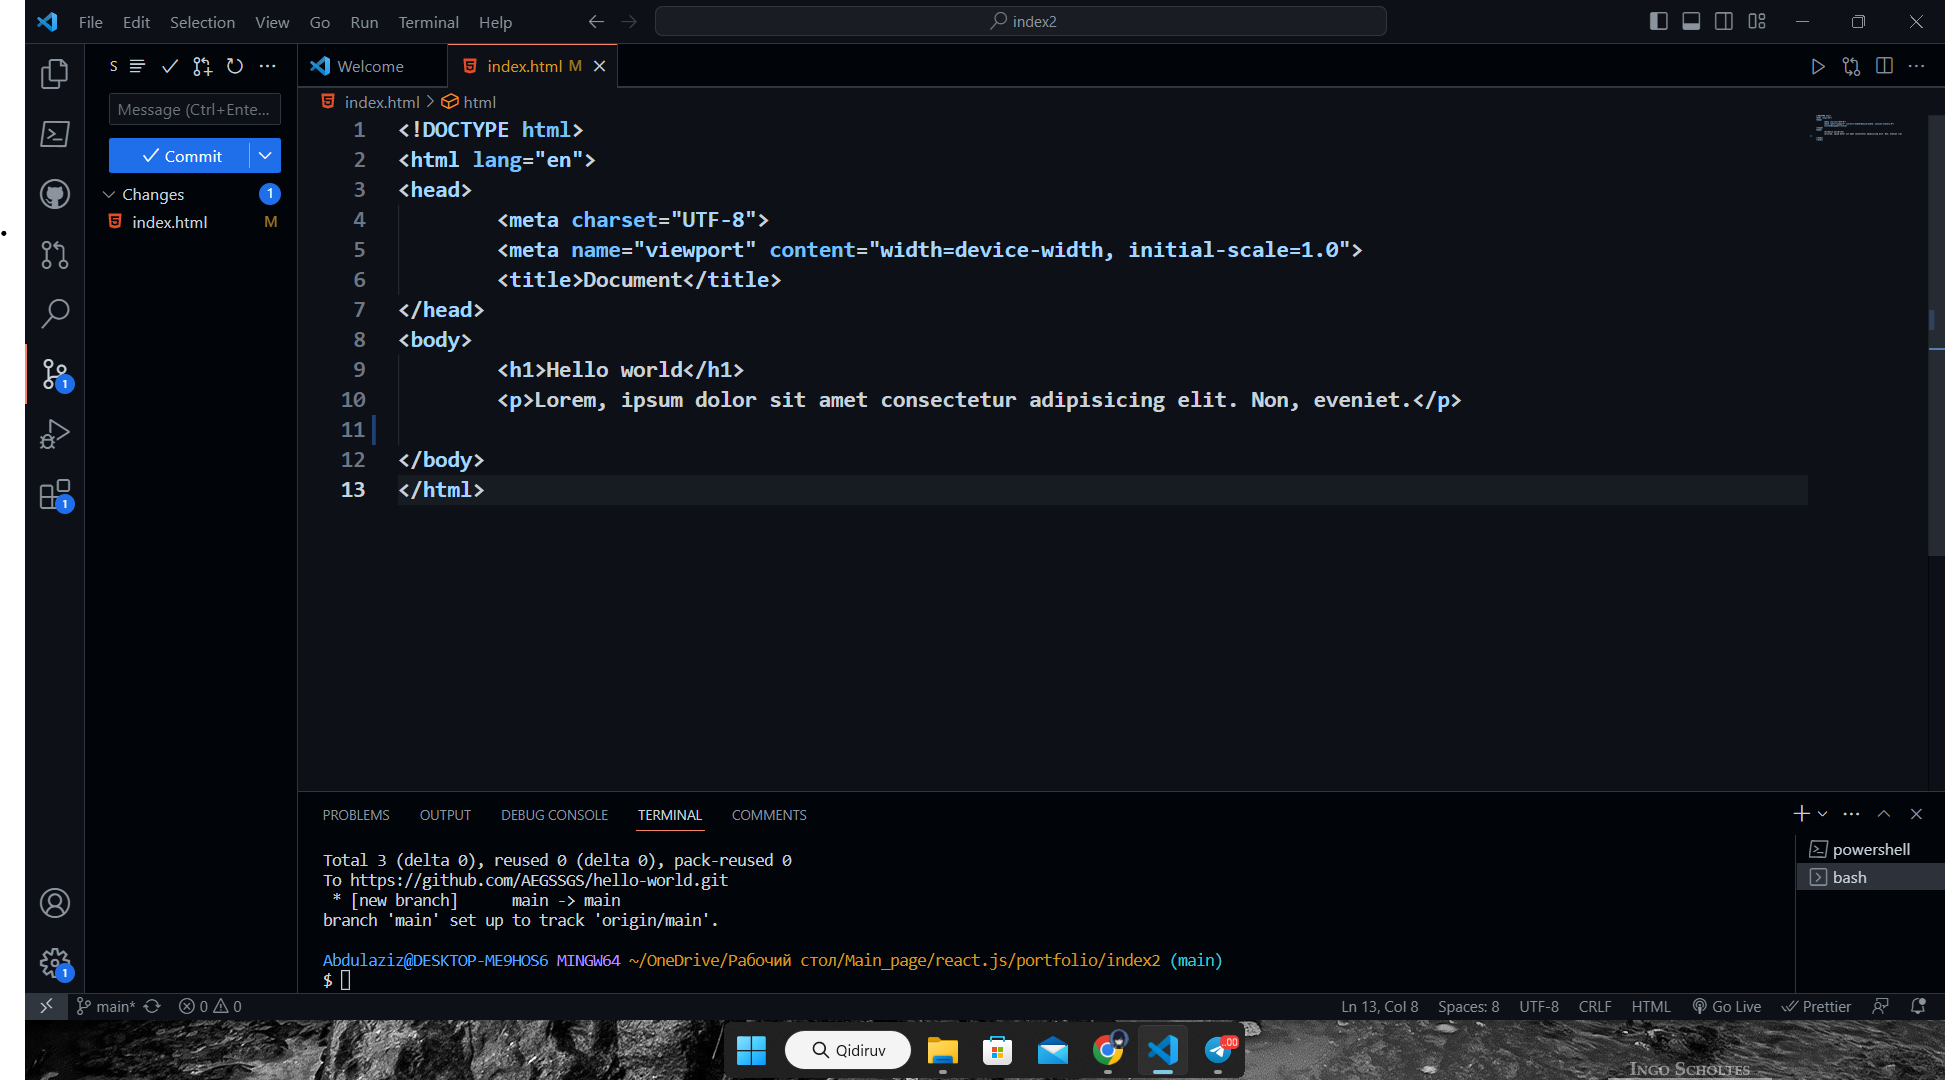 File Edit Selection View Go Run Terminal Help
index2
S
Message (Ctrl+Ente...
Commit
Changes 1
index.html M
Welcome
index.html M
index.html > html
1 <!DOCTYPE html>
2 <html lang="en">
3 <head>
4 <meta charset="UTF-8">
5 <meta name="viewport" content="width=device-width, initial-scale=1.0">
6 <title>Document</title>
7 </head>
8 <body>
9 <h1>Hello world</h1>
10 <p>Lorem, ipsum dolor sit amet consectetur adipisicing elit. Non, eveniet.</p>
11
12 </body>
13 </html>
1
1
1
PROBLEMS OUTPUT DEBUG CONSOLE TERMINAL COMMENTS
Total 3 (delta 0), reused 0 (delta 0), pack-reused 0
To https://github.com/AEGSSGS/hello-world.git
* [new branch] main -> main
branch 'main' set up to track 'origin/main'.
Abdulaziz@DESKTOP-ME9HOS6 MINGW64 ~/OneDrive/Рабочий стол/Main_page/react.js/portfolio/index2 (main)
$
powershell
bash
main* 0 0
Ln 13, Col 8 Spaces: 8 UTF-8 CRLF HTML Go Live Prettier
Qidiruv
..00
INGO SCHOLTES